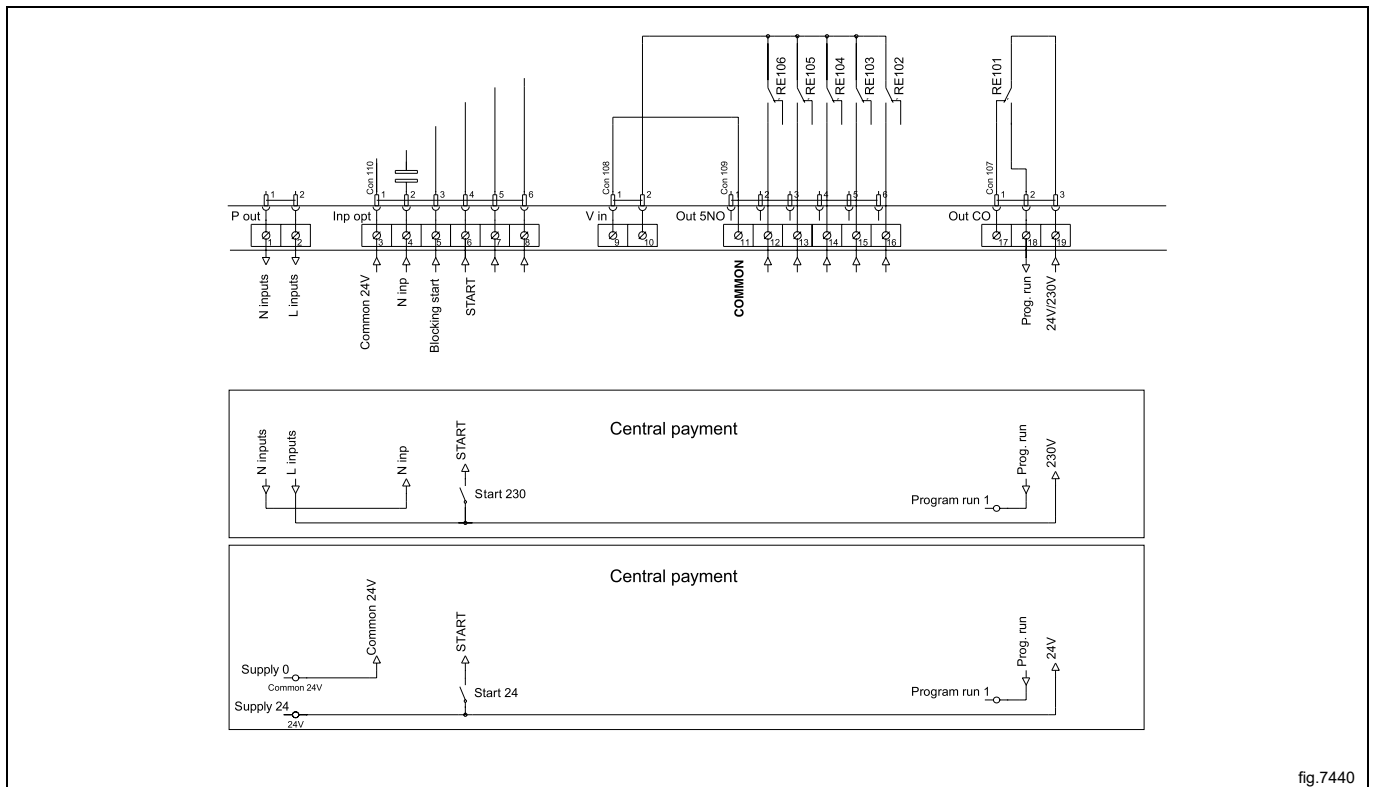 RE106 RE105 RE104 RE103 RE102 RE101
Con 110 Con 108 Con 109 Con 107
1 2 1 2 3 4 5 6 1 2 1 2 3 4 5 6 1 2 3
P out Inp opt V in Out 5NO Out CO
1 2 3 4 5 6 7 8 9 10 11 12 13 14 15 16 17 18 19
N inputs L inputs Common 24V N inp Blocking start START COMMON Prog. run 24V/230V
Central payment
N inputs L inputs N inp START Prog. run 230V
Start 230
Program run 1
Central payment
Common 24V START Prog. run 24V
Supply 0
Common 24V
Start 24
Program run 1
Supply 24
24V
fig.7440